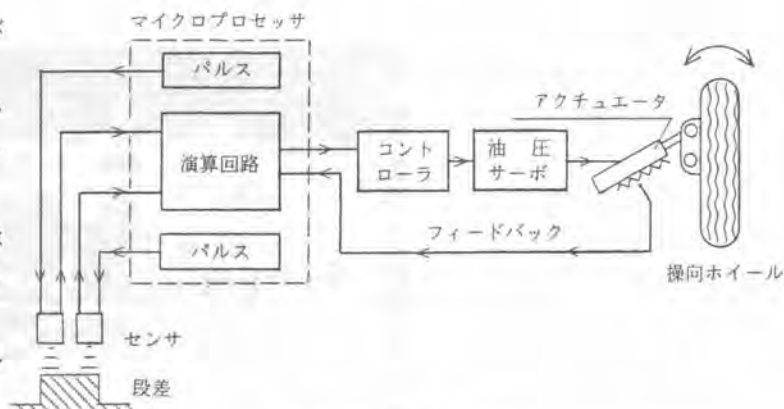 マイクロプロセッサ
パルス
演算回路
パルス
コント
ローラ
油圧
サーボ
アクチュエータ
フィードバック
操向ホイール
センサ
段差